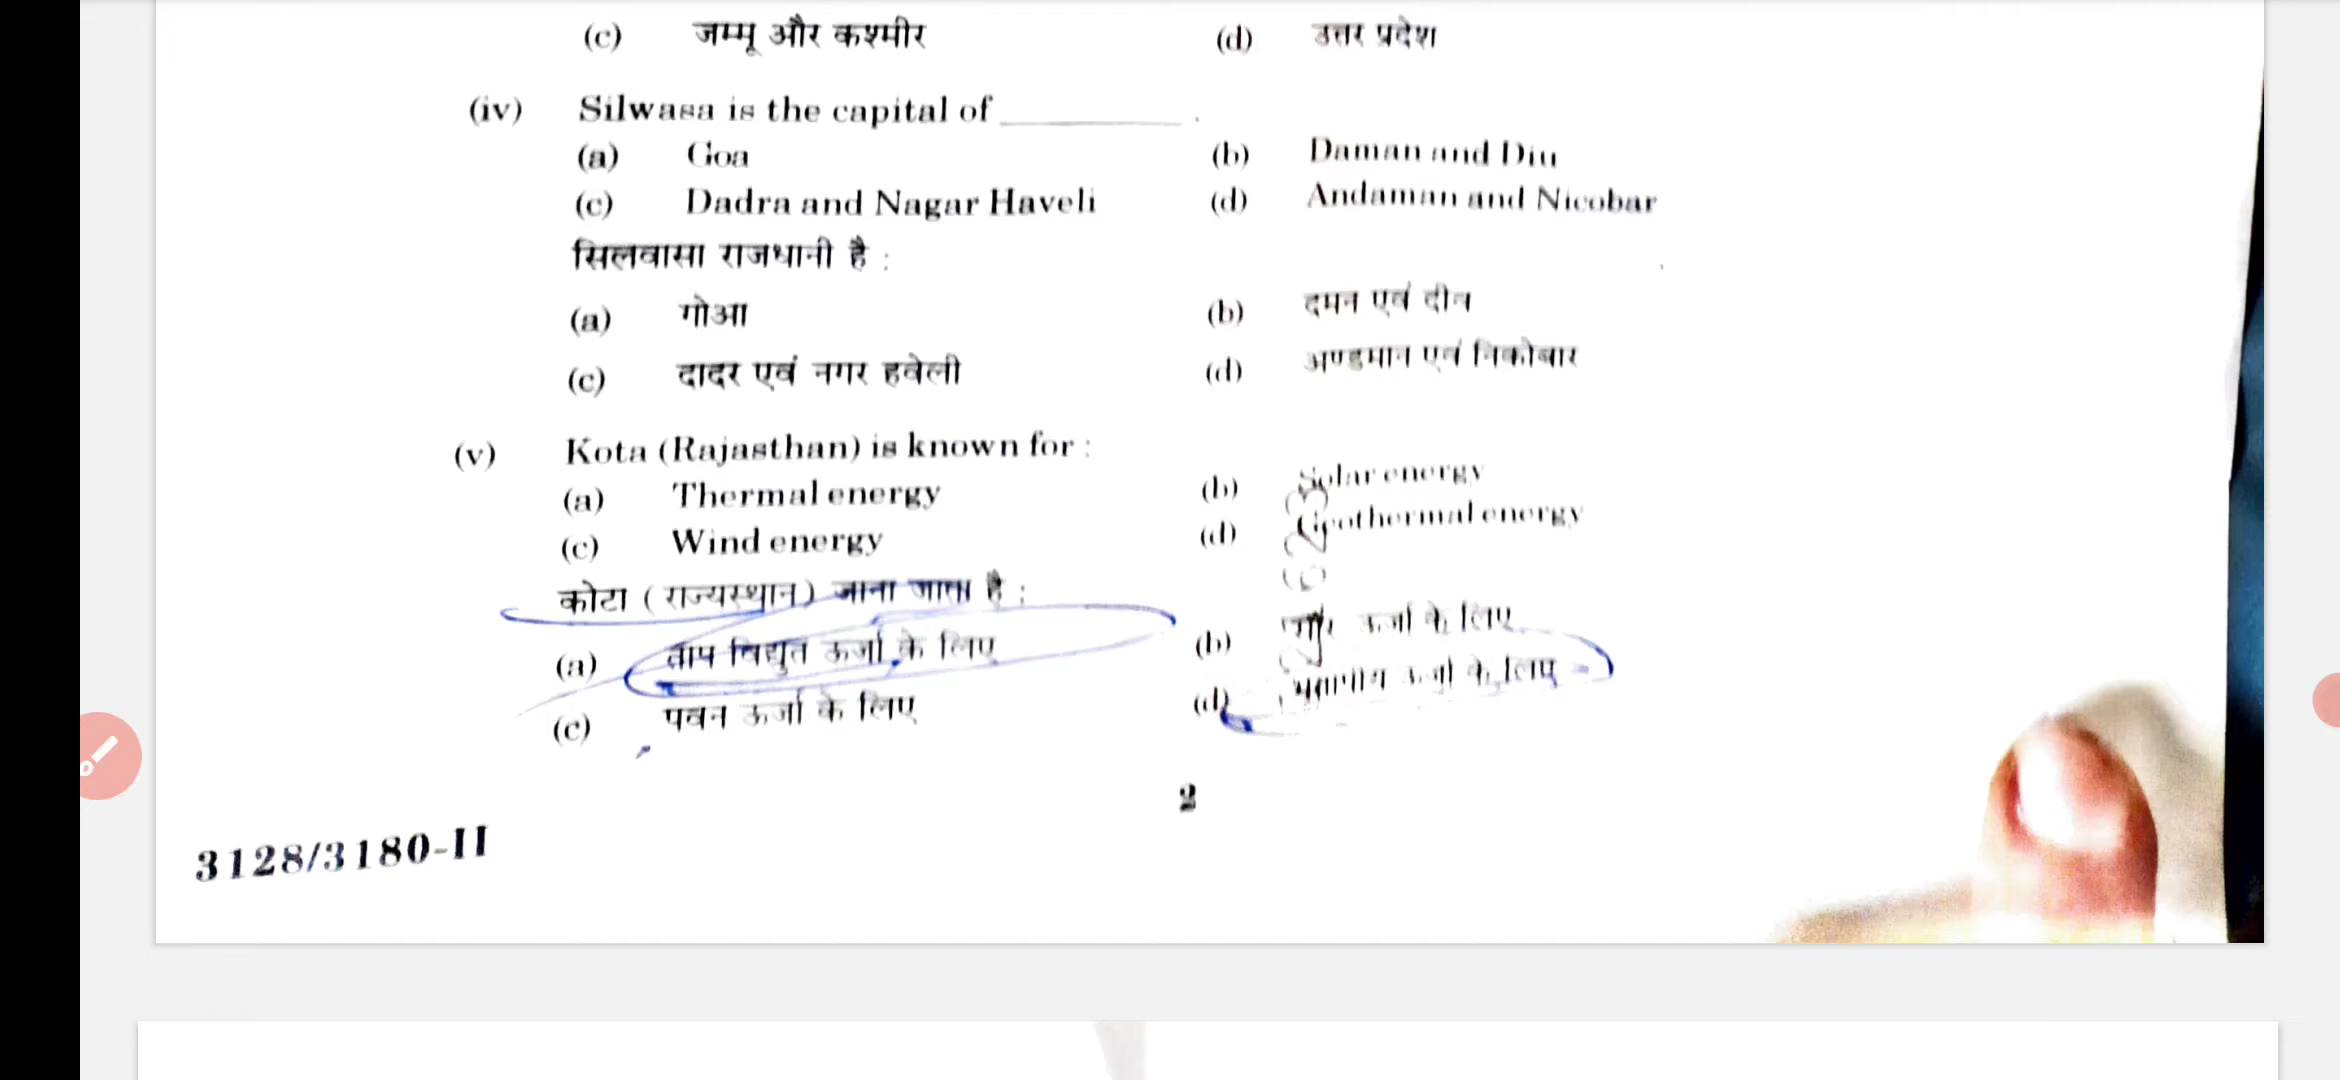 (c) जम्मू और कश्मीर (d) उत्तर प्रदेश
(iv) Silwasa is the capital of ________ .
(a) Goa (b) Daman and Diu
(c) Dadra and Nagar Haveli (d) Andaman and Nicobar
सिलवासा राजधानी है :
(a) गोआ (b) दमन एवं दीव
(c) दादर एवं नगर हवेली (d) अण्डमान एवं निकोबार
(v) Kota (Rajasthan) is known for :
(a) Thermal energy (b) Solar energy
(c) Wind energy (d) Geothermal energy
कोटा ( राज्यस्थान ) जाना जाता है :
(a) ताप विद्युत ऊर्जा के लिए (b) ऊर्जा के लिए
(c) पवन ऊर्जा के लिए (d) ऊर्जा के लिए
2
3128/3180-II